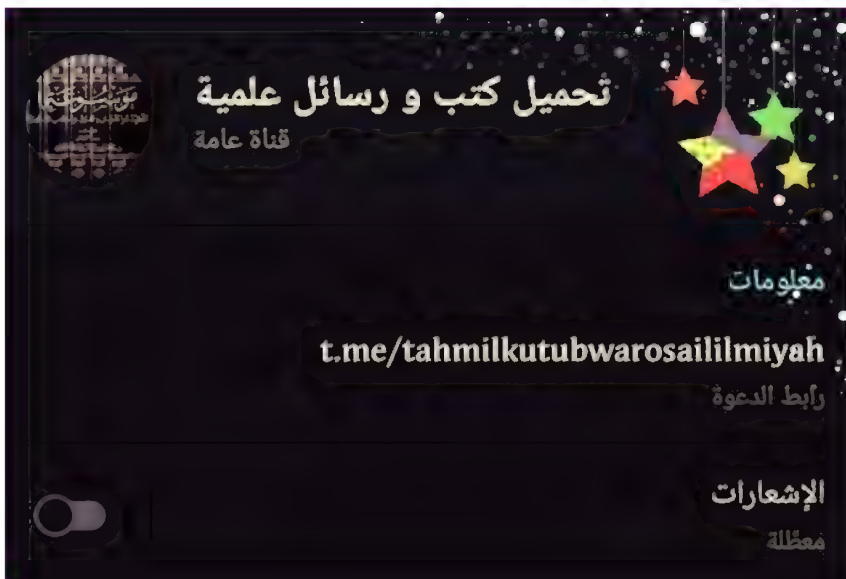 تحميل كتب و رسائل علمية
قناة عامة
معلومات
t.me/tahmilkutubwarosaililmiyah
رابط الدعوة
الإشعارات
معطلة